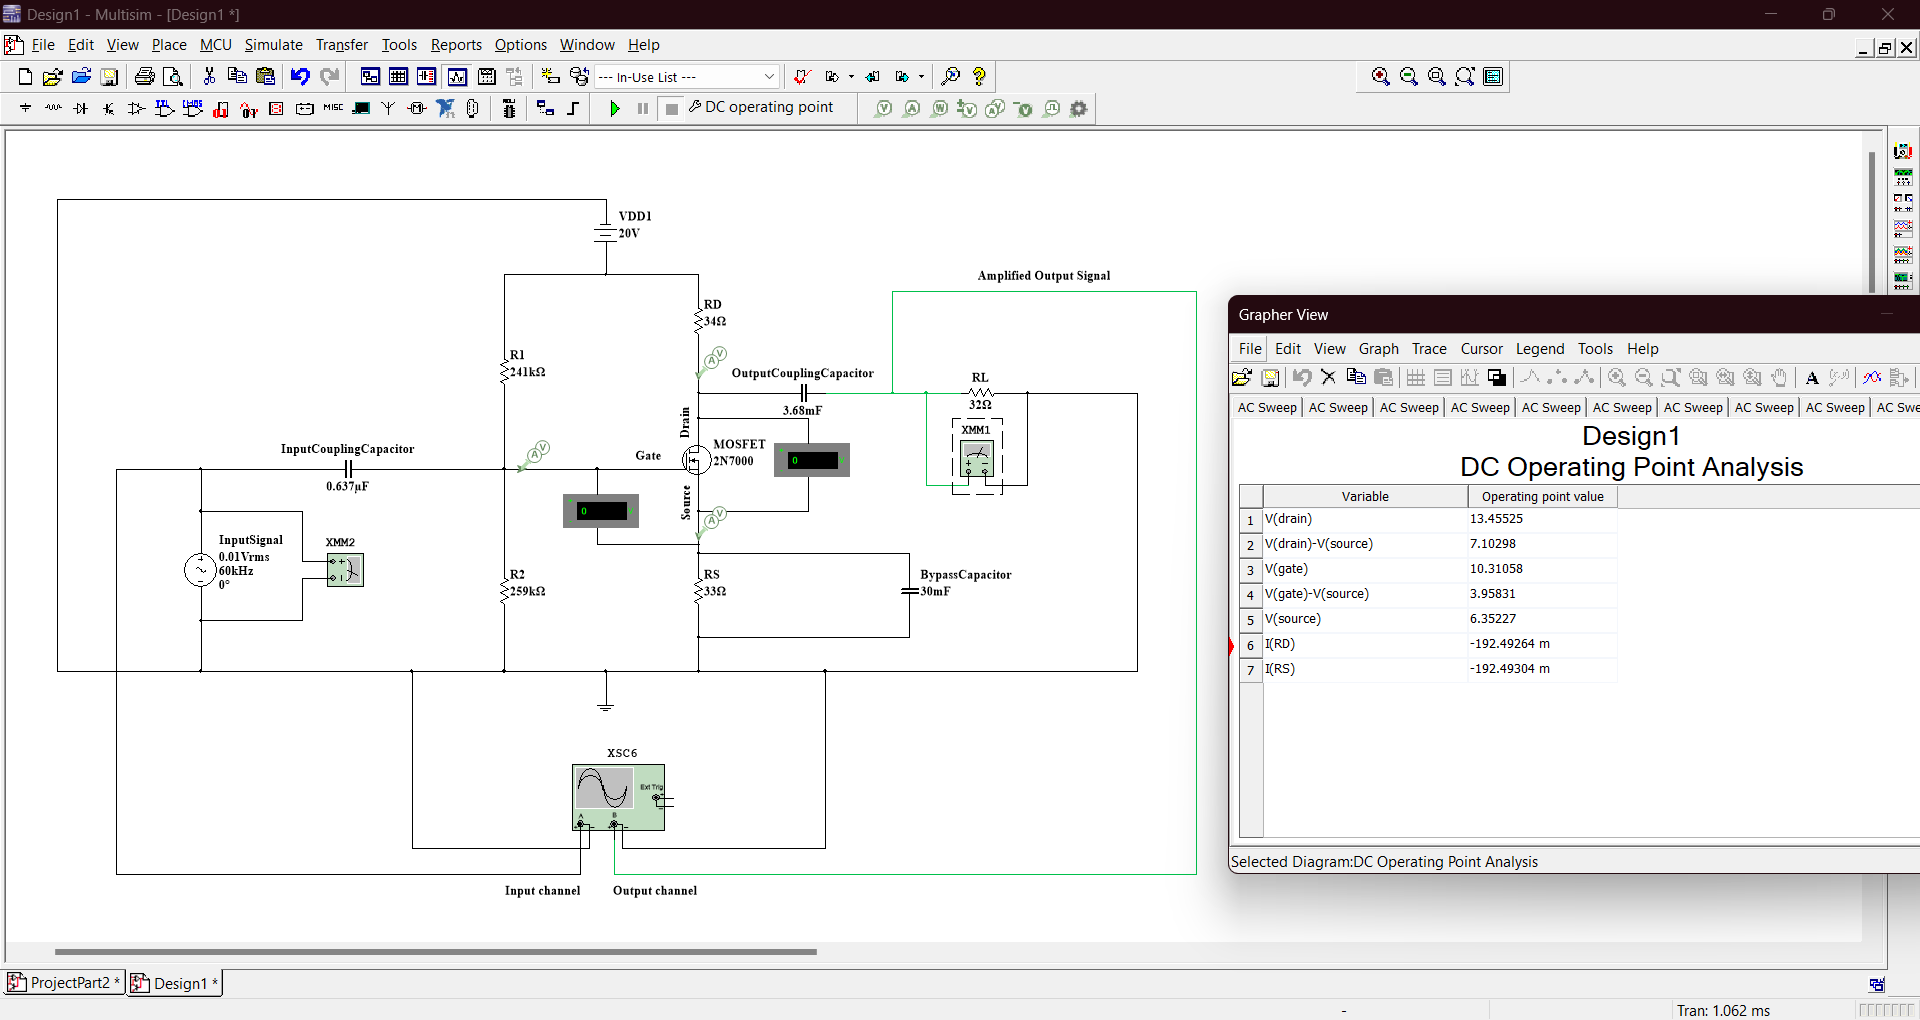 Design1 - Multisim - [Design1 *]
File Edit View Place MCU Simulate Transfer Tools Reports Options Window Help
--- In-Use List ---
MISC
DC operating point
VDD1
20V
Amplified Output Signal
RD
34Ω
R1
241kΩ
A V
OutputCouplingCapacitor
3.68mF
RL
32Ω
XMM1
Drain
MOSFET
2N7000
Gate
Source
0 V
InputCouplingCapacitor
0.637µF
A V
0 V
A V
InputSignal
0.01Vrms
60kHz
0°
XMM2
R2
259kΩ
RS
33Ω
BypassCapacitor
30mF
XSC6
Ext Trig
A B
Input channel
Output channel
Grapher View
File Edit View Graph Trace Cursor Legend Tools Help
AC Sweep AC Sweep AC Sweep AC Sweep AC Sweep AC Sweep AC Sweep AC Sweep AC Sweep AC Swe
Design1
DC Operating Point Analysis
Variable Operating point value
1 V(drain) 13.45525
2 V(drain)-V(source) 7.10298
3 V(gate) 10.31058
4 V(gate)-V(source) 3.95831
5 V(source) 6.35227
6 I(RD) -192.49264 m
7 I(RS) -192.49304 m
Selected Diagram:DC Operating Point Analysis
ProjectPart2 * Design1 *
- Tran: 1.062 ms